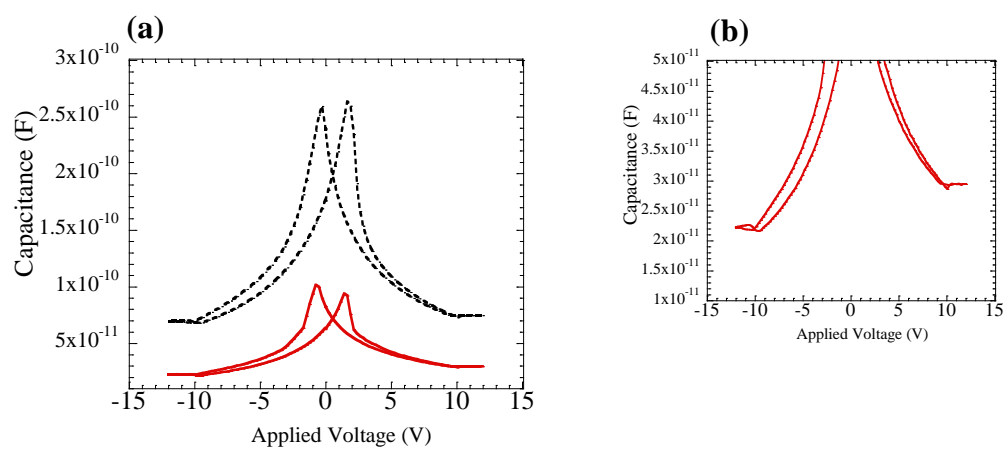 (a)
3x10⁻¹⁰
2.5x10⁻¹⁰
2x10⁻¹⁰
1.5x10⁻¹⁰
1x10⁻¹⁰
5x10⁻¹¹
Capacitance (F)
-15 -10 -5 0 5 10 15
Applied Voltage (V)
(b)
5x10⁻¹¹
4.5x10⁻¹¹
4x10⁻¹¹
3.5x10⁻¹¹
3x10⁻¹¹
2.5x10⁻¹¹
2x10⁻¹¹
1.5x10⁻¹¹
1x10⁻¹¹
Capacitance (F)
-15 -10 -5 0 5 10 15
Applied Voltage (V)